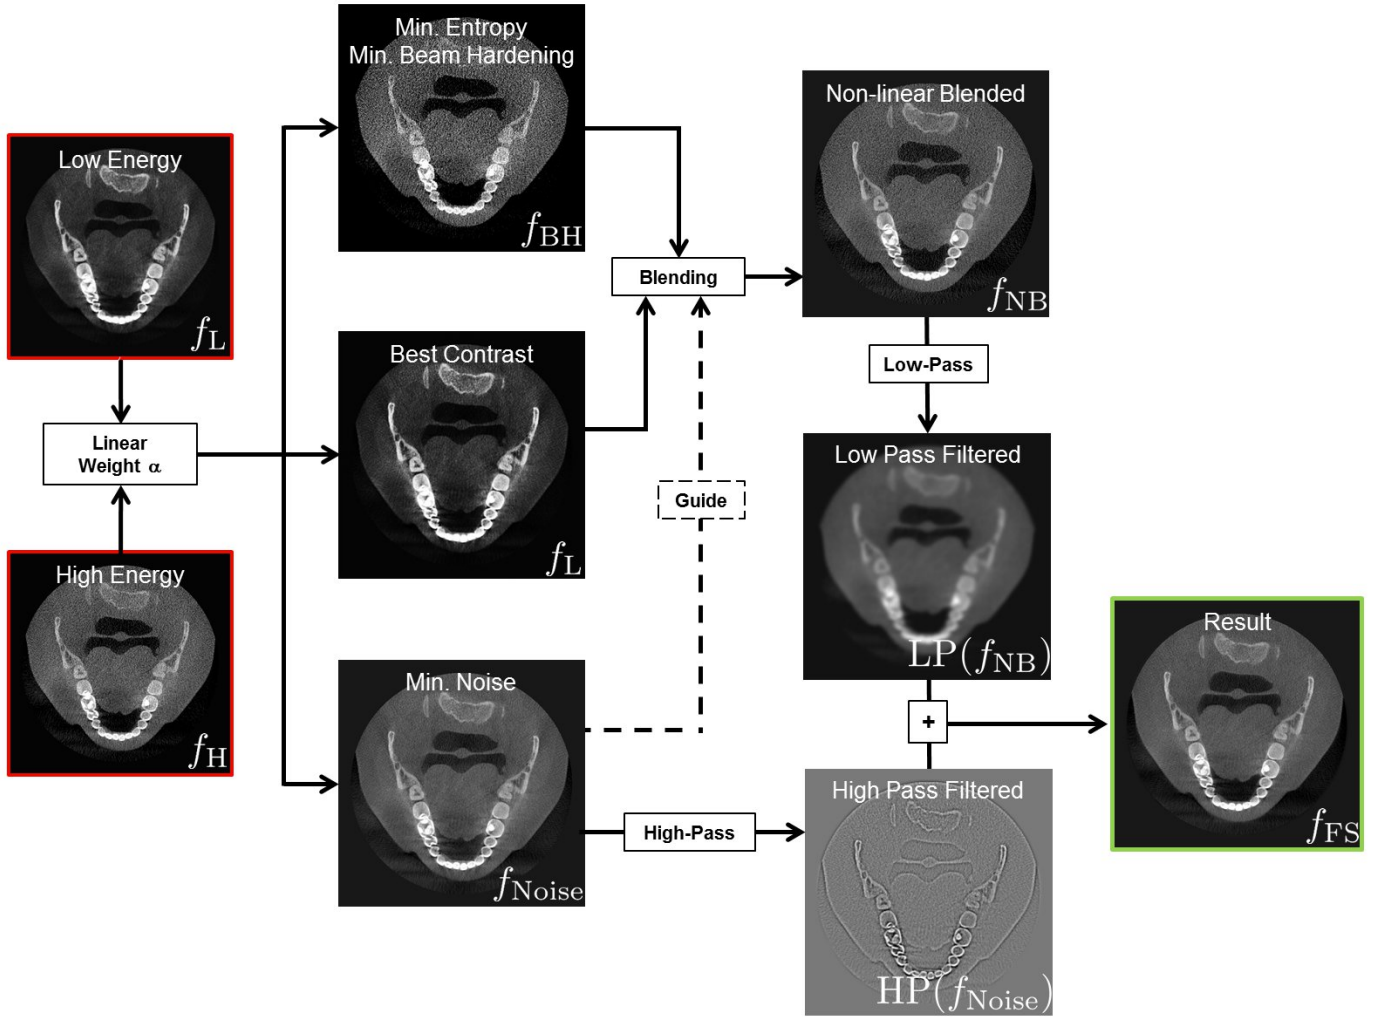 Low Energy
f_L
Linear
Weight α
High Energy
f_H
Min. Entropy
Min. Beam Hardening
f_BH
Best Contrast
f_L
Min. Noise
f_Noise
Blending
Guide
High-Pass
Non-linear Blended
f_NB
Low-Pass
Low Pass Filtered
LP(f_NB)
+
High Pass Filtered
HP(f_Noise)
Result
f_FS